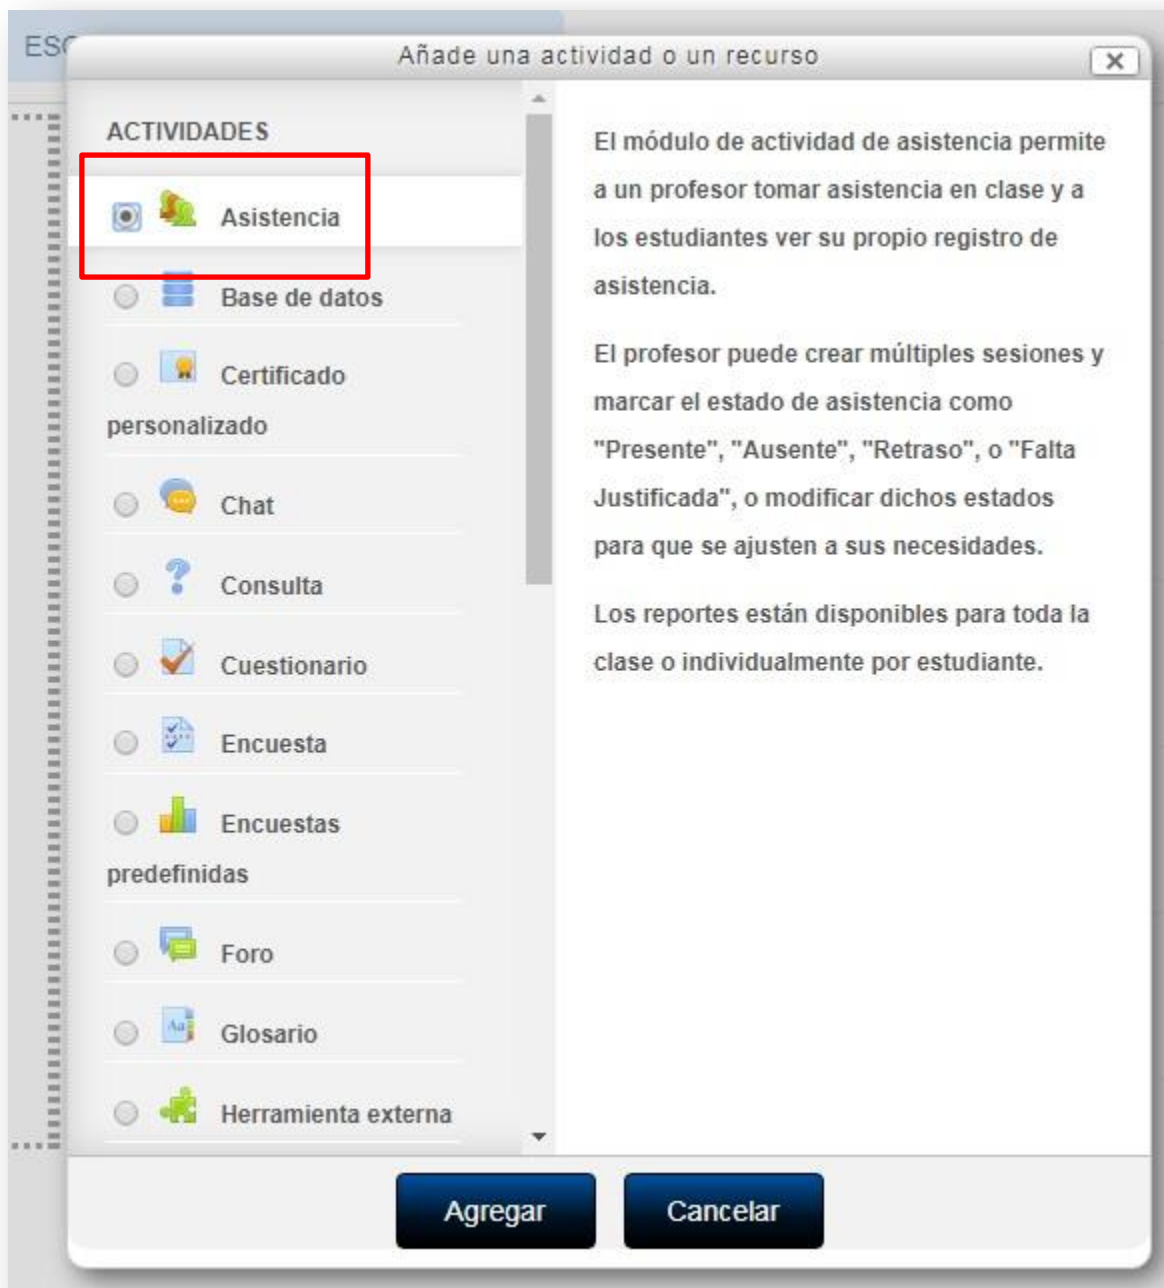 Añade una actividad o un recurso
ACTIVIDADES
Asistencia
Base de datos
Certificado
personalizado
Chat
Consulta
Cuestionario
Encuesta
Encuestas
predefinidas
Foro
Glosario
Herramienta externa
El módulo de actividad de asistencia permite
a un profesor tomar asistencia en clase y a
los estudiantes ver su propio registro de
asistencia.
El profesor puede crear múltiples sesiones y
marcar el estado de asistencia como
"Presente", "Ausente", "Retraso", o "Falta
Justificada", o modificar dichos estados
para que se ajusten a sus necesidades.
Los reportes están disponibles para toda la
clase o individualmente por estudiante.
Agregar
Cancelar